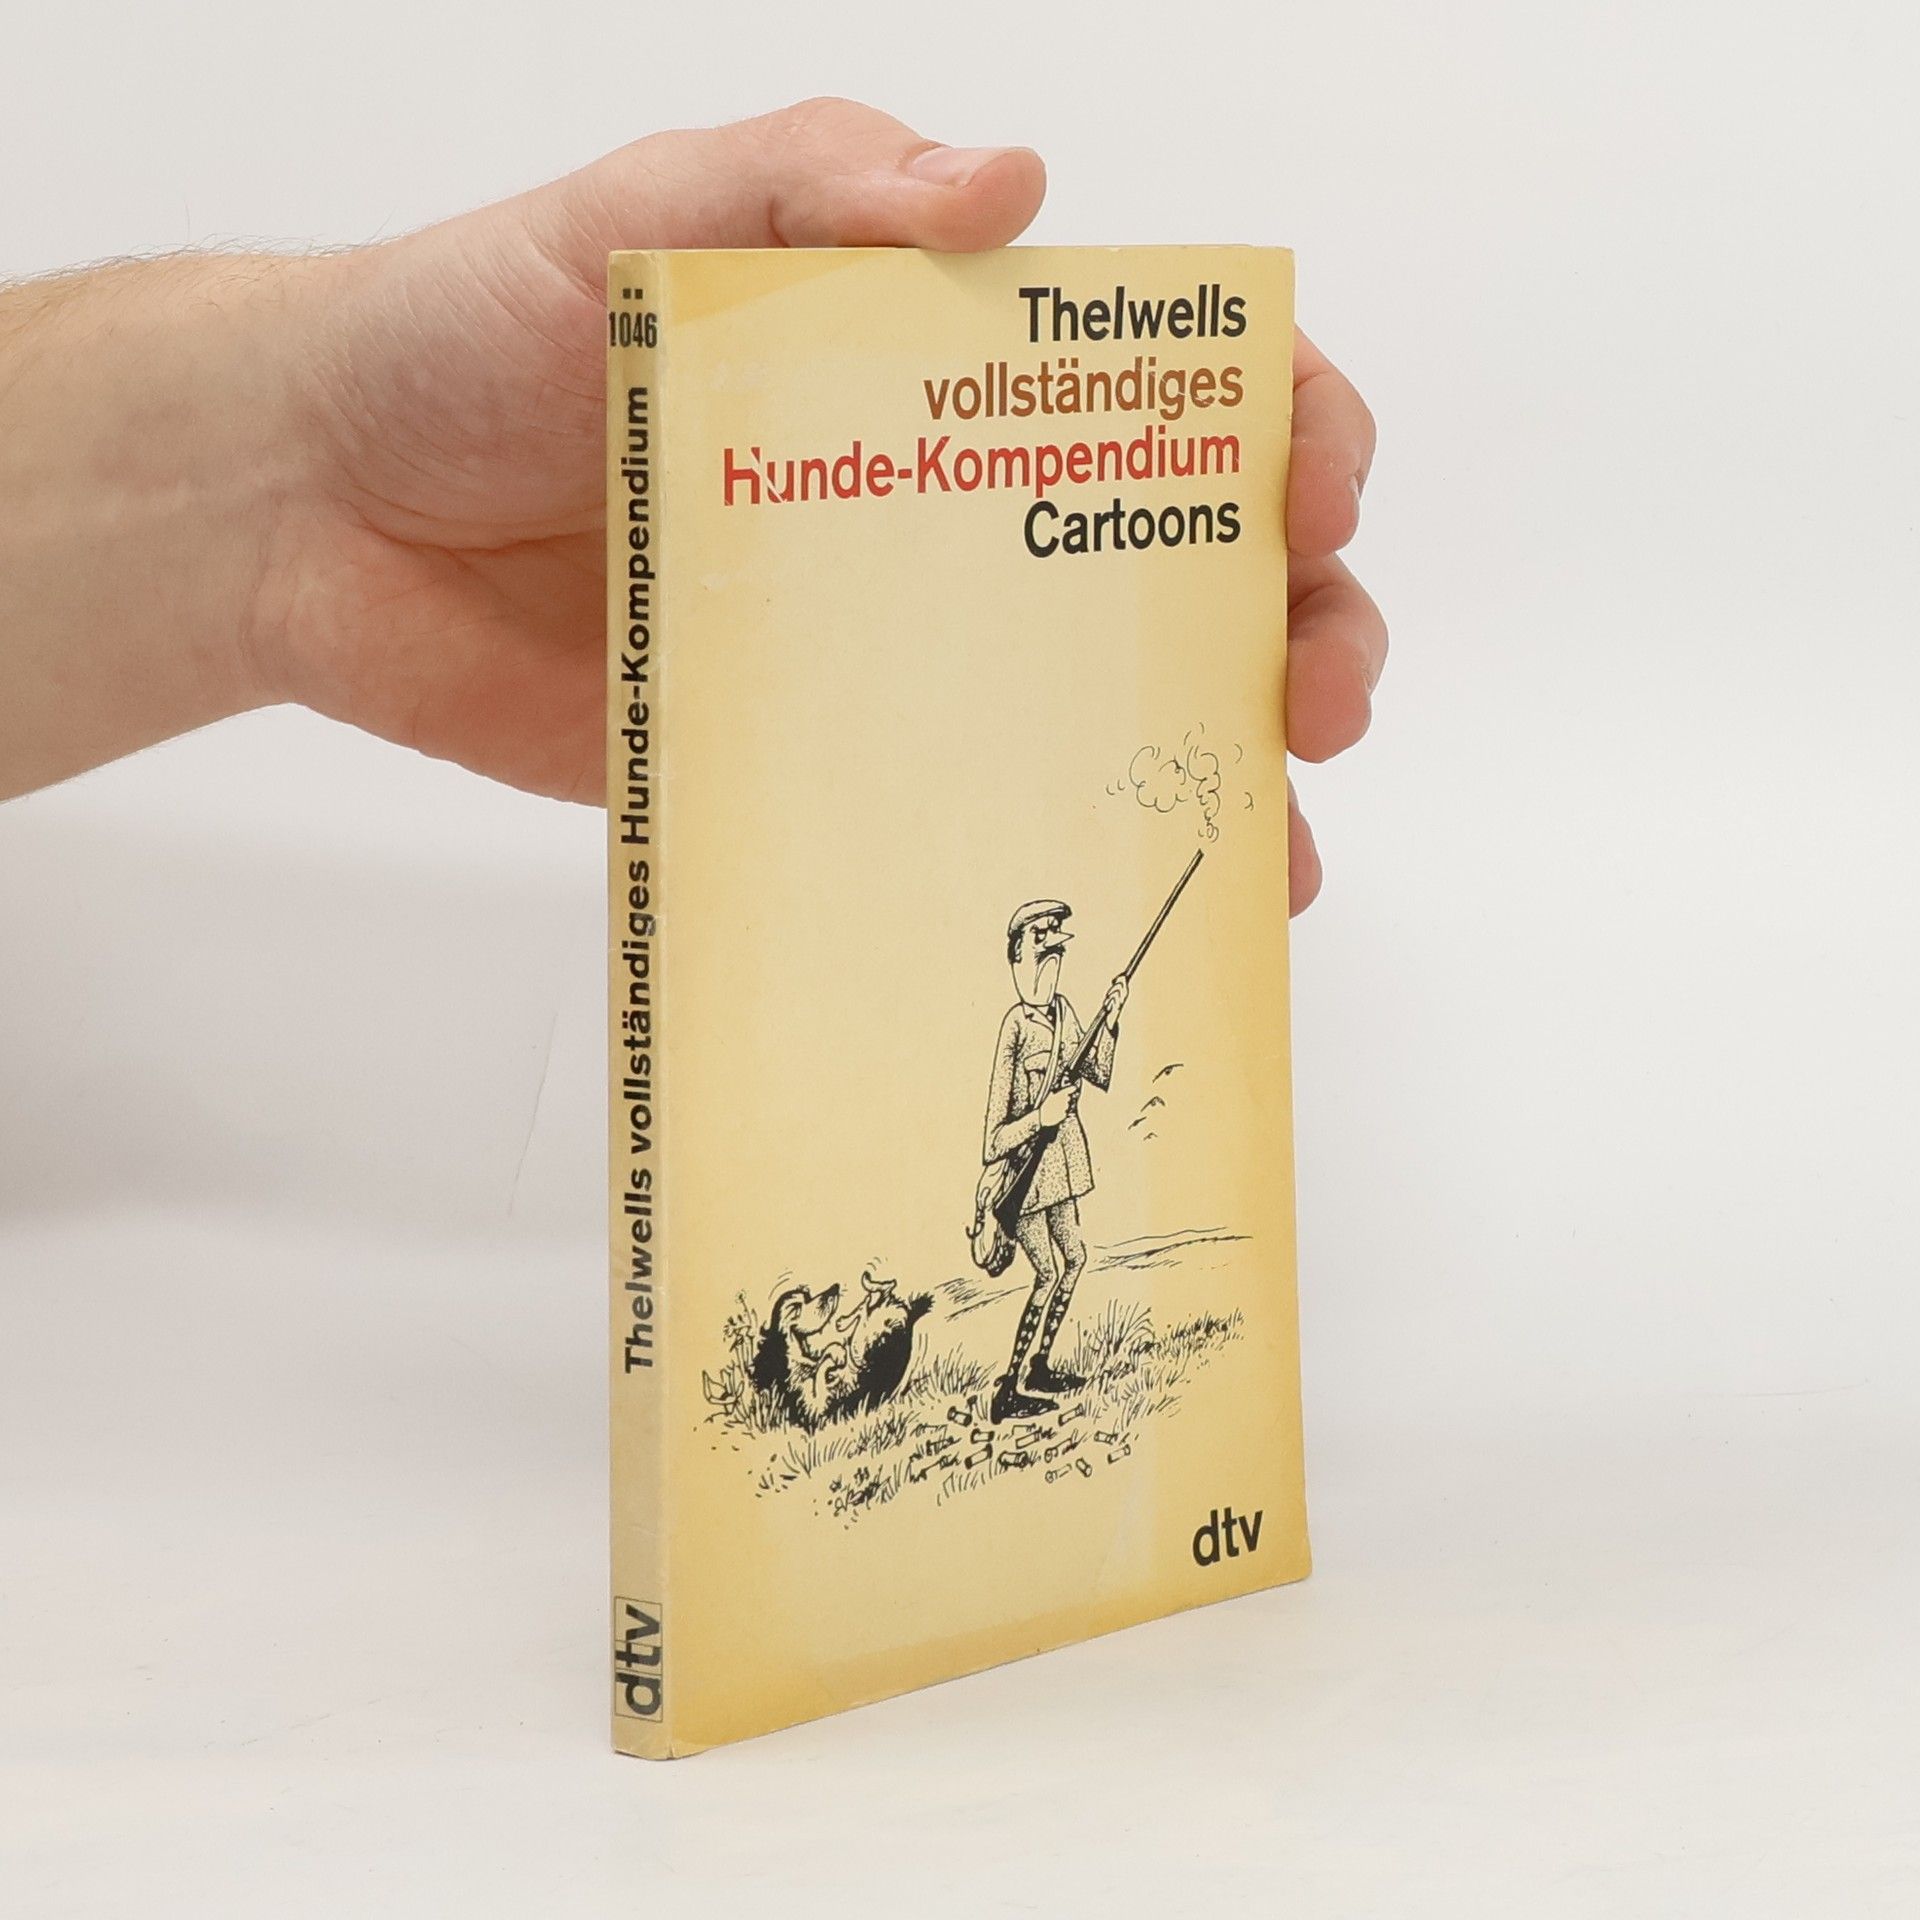 1046
Thelwells vollständiges Hunde-Kompendium
dtv
Thelwells
vollständiges
Hunde-Kompendium
Cartoons
dtv